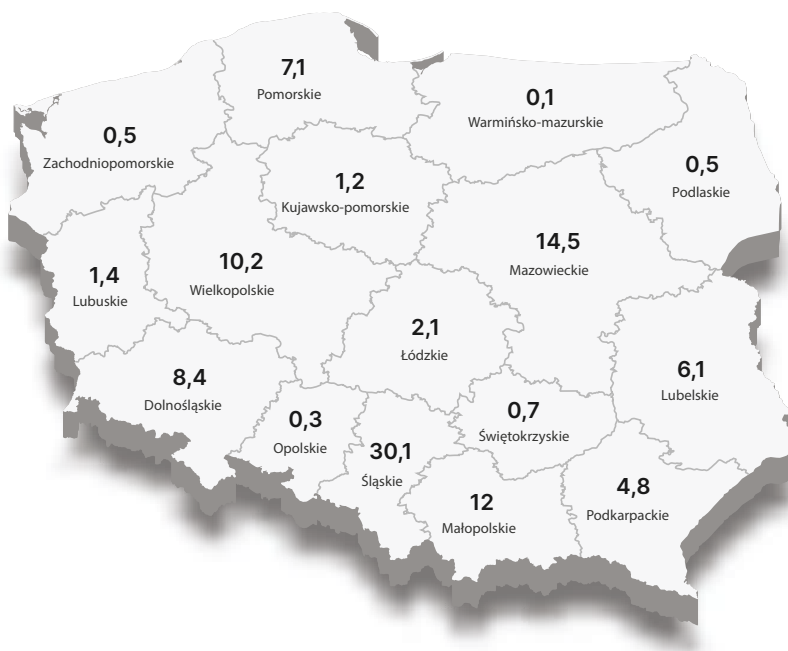 7,1
Pomorskie
0,1
Warmińsko-mazurskie
0,5
Zachodniopomorskie
0,5
Podlaskie
1,2
Kujawsko-pomorskie
14,5
Mazowieckie
10,2
Wielkopolskie
1,4
Lubuskie
2,1
Łódzkie
6,1
Lubelskie
8,4
Dolnośląskie
0,3
Opolskie
0,7
Świętokrzyskie
30,1
Śląskie
4,8
Podkarpackie
12
Małopolskie